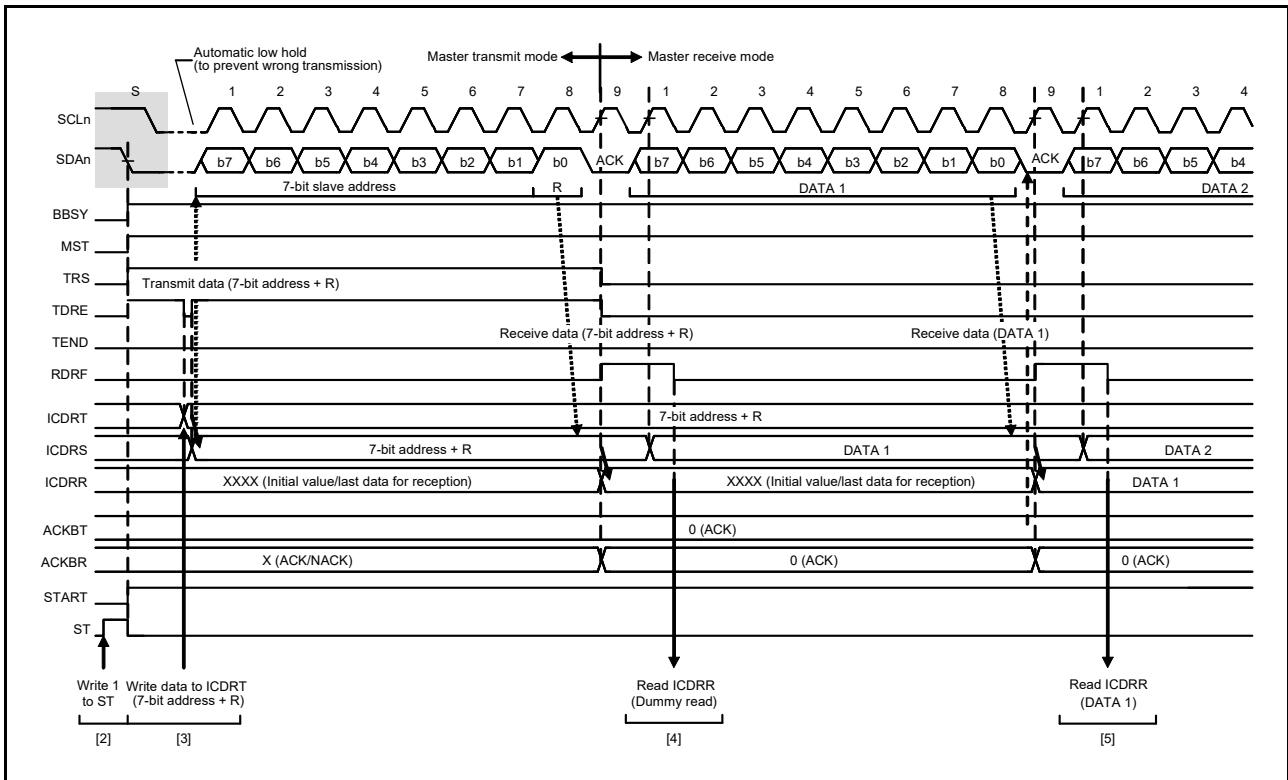 Automatic low hold
(to prevent wrong transmission)
Master transmit mode
Master receive mode
S 1 2 3 4 5 6 7 8 9 1 2 3 4 5 6 7 8 9 1 2 3 4
SCLn
SDAn b7 b6 b5 b4 b3 b2 b1 b0 ACK b7 b6 b5 b4 b3 b2 b1 b0 ACK b7 b6 b5 b4
7-bit slave address R DATA 1 DATA 2
BBSY
MST
TRS
Transmit data (7-bit address + R)
TDRE
Receive data (7-bit address + R) Receive data (DATA 1)
TEND
RDRF
ICDRT 7-bit address + R
ICDRS 7-bit address + R DATA 1 DATA 2
ICDRR XXXX (Initial value/last data for reception) XXXX (Initial value/last data for reception) DATA 1
ACKBT 0 (ACK)
ACKBR X (ACK/NACK) 0 (ACK) 0 (ACK)
START
ST
Write 1
to ST
Write data to ICDRT
(7-bit address + R)
Read ICDRR
(Dummy read)
Read ICDRR
(DATA 1)
[2] [3] [4] [5]